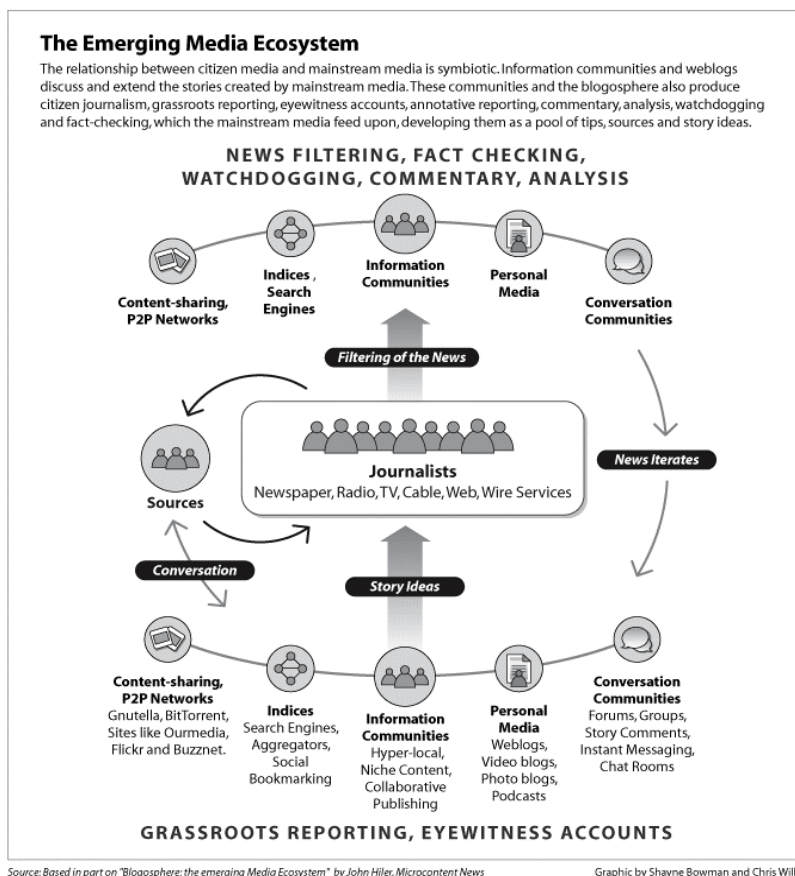 The Emerging Media Ecosystem
The relationship between citizen media and mainstream media is symbiotic. Information communities and weblogs
discuss and extend the stories created by mainstream media. These communities and the blogosphere also produce
citizen journalism, grassroots reporting, eyewitness accounts, annotative reporting, commentary, analysis, watchdogging
and fact-checking, which the mainstream media feed upon, developing them as a pool of tips, sources and story ideas.
NEWS FILTERING, FACT CHECKING,
WATCHDOGGING, COMMENTARY, ANALYSIS
Content-sharing,
P2P Networks
Indices ,
Search
Engines
Information
Communities
Personal
Media
Conversation
Communities
Filtering of the News
Journalists
Newspaper, Radio, TV, Cable, Web, Wire Services
Sources
News Iterates
Conversation
Story Ideas
Content-sharing,
P2P Networks
Gnutella, BitTorrent,
Sites like Ourmedia,
Flickr and Buzznet.
Indices
Search Engines,
Aggregators,
Social
Bookmarking
Information
Communities
Hyper-local,
Niche Content,
Collaborative
Publishing
Personal
Media
Weblogs,
Video blogs,
Photo blogs,
Podcasts
Conversation
Communities
Forums, Groups,
Story Comments,
Instant Messaging,
Chat Rooms
GRASSROOTS REPORTING, EYEWITNESS ACCOUNTS
Source: Based in part on "Blogosphere: the emerging Media Ecosystem" by John Hiler, Microcontent News
Graphic by Shayne Bowman and Chris Will